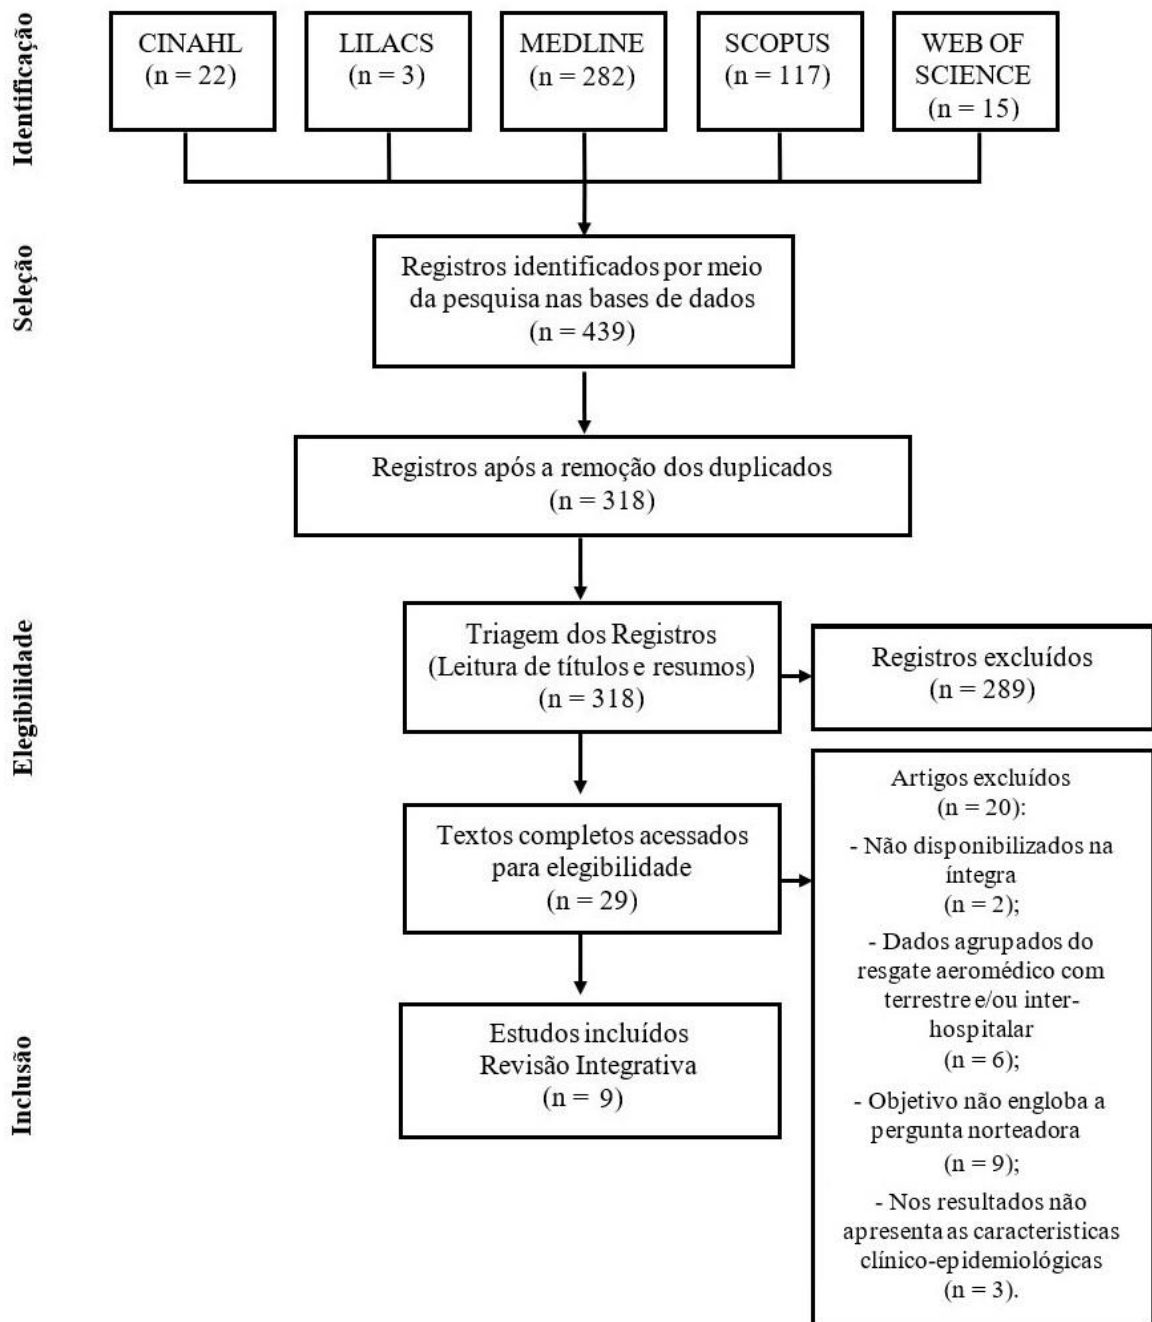 Identificação
CINAHL
(n = 22)
LILACS
(n = 3)
MEDLINE
(n = 282)
SCOPUS
(n = 117)
WEB OF
SCIENCE
(n = 15)
Seleção
Registros identificados por meio
da pesquisa nas bases de dados
(n = 439)
Registros após a remoção dos duplicados
(n = 318)
Elegibilidade
Triagem dos Registros
(Leitura de títulos e resumos)
(n = 318)
Registros excluídos
(n = 289)
Textos completos acessados
para elegibilidade
(n = 29)
Artigos excluídos
(n = 20):
- Não disponibilizados na
íntegra
(n = 2);
- Dados agrupados do
resgate aeromédico com
terrestre e/ou inter-
hospitalar
(n = 6);
- Objetivo não engloba a
pergunta norteadora
(n = 9);
- Nos resultados não
apresenta as caracteristicas
clínico-epidemiológicas
(n = 3).
Inclusão
Estudos incluídos
Revisão Integrativa
(n = 9)